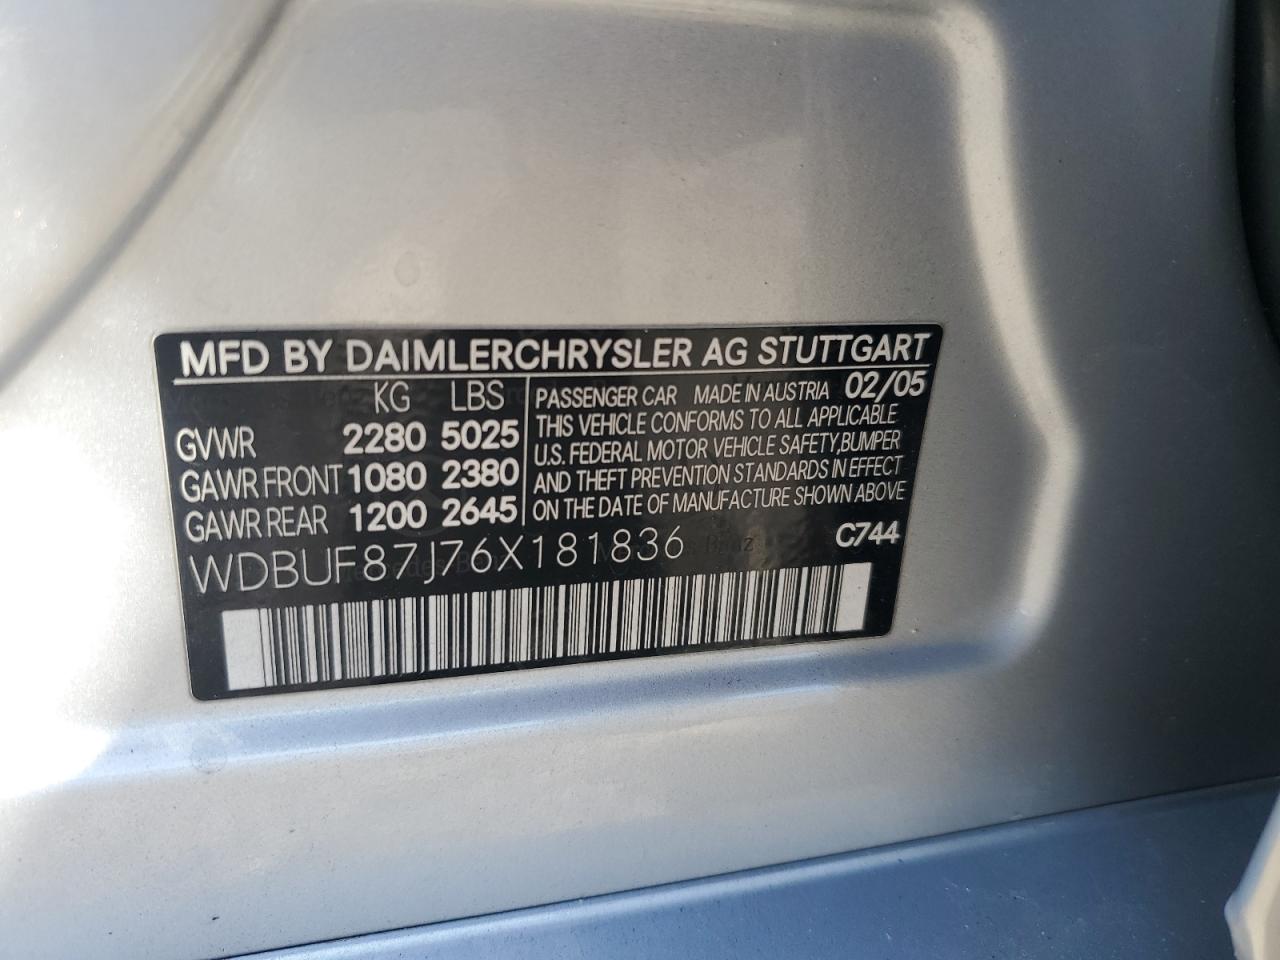 MFD BY DAIMLERCHRYSLER AG STUTTGART
KG LBS
GVWR 2280 5025
GAWR FRONT 1080 2380
GAWR REAR 1200 2645
PASSENGER CAR MADE IN AUSTRIA 02/05
THIS VEHICLE CONFORMS TO ALL APPLICABLE
U.S. FEDERAL MOTOR VEHICLE SAFETY, BUMPER
AND THEFT PREVENTION STANDARDS IN EFFECT
ON THE DATE OF MANUFACTURE SHOWN ABOVE
WDBUF87J76X181836
C744